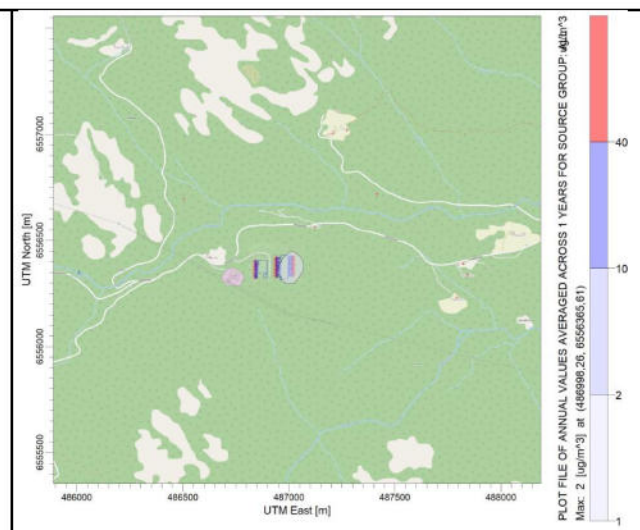 UTM North [m]
6557000
6556500
6556000
6555500
486000
486500
487000
487500
488000
UTM East [m]
PLOT FILE OF ANNUAL VALUES AVERAGED ACROSS 1 YEARS FOR SOURCE GROUP:
ug/m^3
Max: 2 [ug/m^3] at (486998,26, 6556365,61)
40
10
2
1